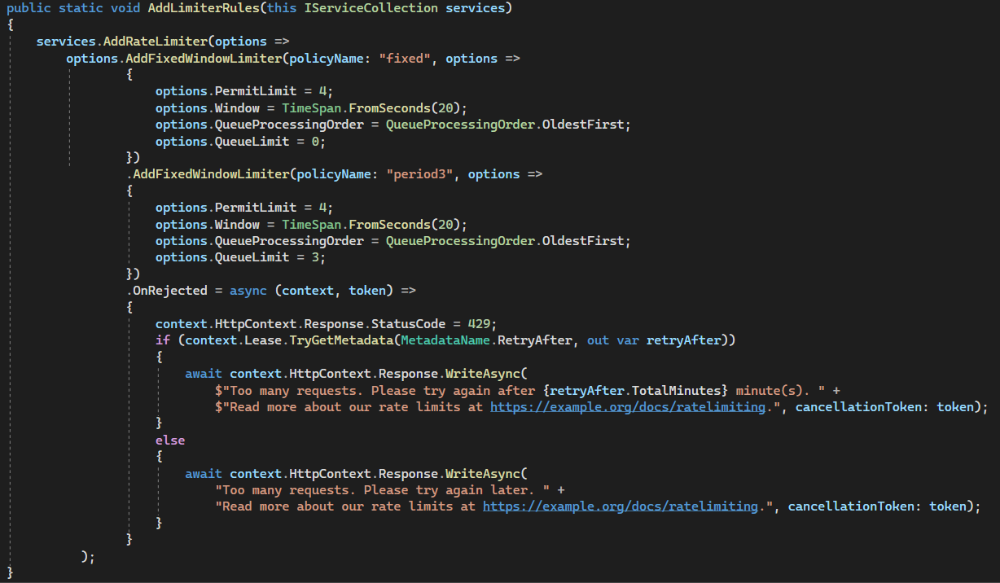 public static void AddLimiterRules(this IServiceCollection services)
{
    services.AddRateLimiter(options =>
        options.AddFixedWindowLimiter(policyName: "fixed", options =>
                {
                    options.PermitLimit = 4;
                    options.Window = TimeSpan.FromSeconds(20);
                    options.QueueProcessingOrder = QueueProcessingOrder.OldestFirst;
                    options.QueueLimit = 0;
                })
                .AddFixedWindowLimiter(policyName: "period3", options =>
                {
                    options.PermitLimit = 4;
                    options.Window = TimeSpan.FromSeconds(20);
                    options.QueueProcessingOrder = QueueProcessingOrder.OldestFirst;
                    options.QueueLimit = 3;
                })
                .OnRejected = async (context, token) =>
                {
                    context.HttpContext.Response.StatusCode = 429;
                    if (context.Lease.TryGetMetadata(MetadataName.RetryAfter, out var retryAfter))
                    {
                        await context.HttpContext.Response.WriteAsync(
                            $"Too many requests. Please try again after {retryAfter.TotalMinutes} minute(s). " +
                            $"Read more about our rate limits at https://example.org/docs/ratelimiting.", cancellationToken: token);
                    }
                    else
                    {
                        await context.HttpContext.Response.WriteAsync(
                            "Too many requests. Please try again later. " +
                            "Read more about our rate limits at https://example.org/docs/ratelimiting.", cancellationToken: token);
                    }
                }
          );
}